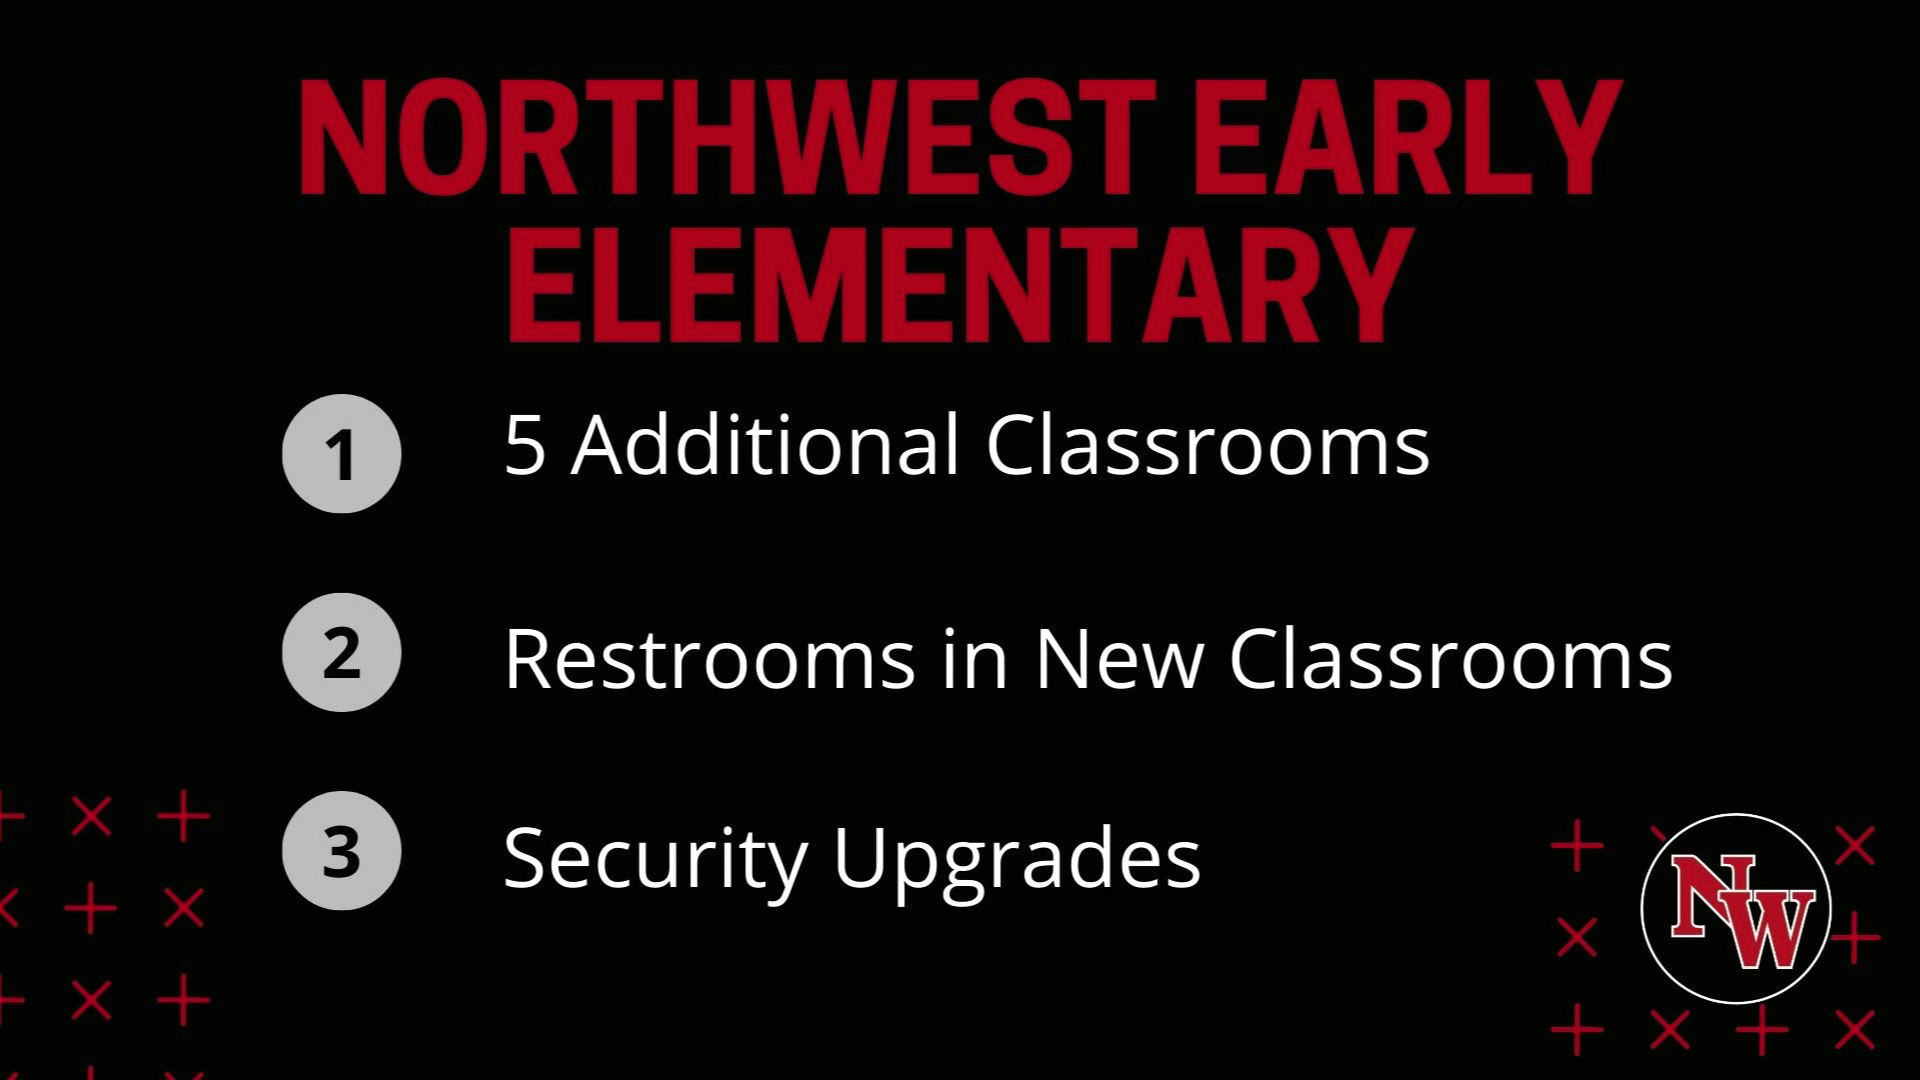 NORTHWEST EARLY
ELEMENTARY
1 5 Additional Classrooms
2 Restrooms in New Classrooms
3 Security Upgrades
NW